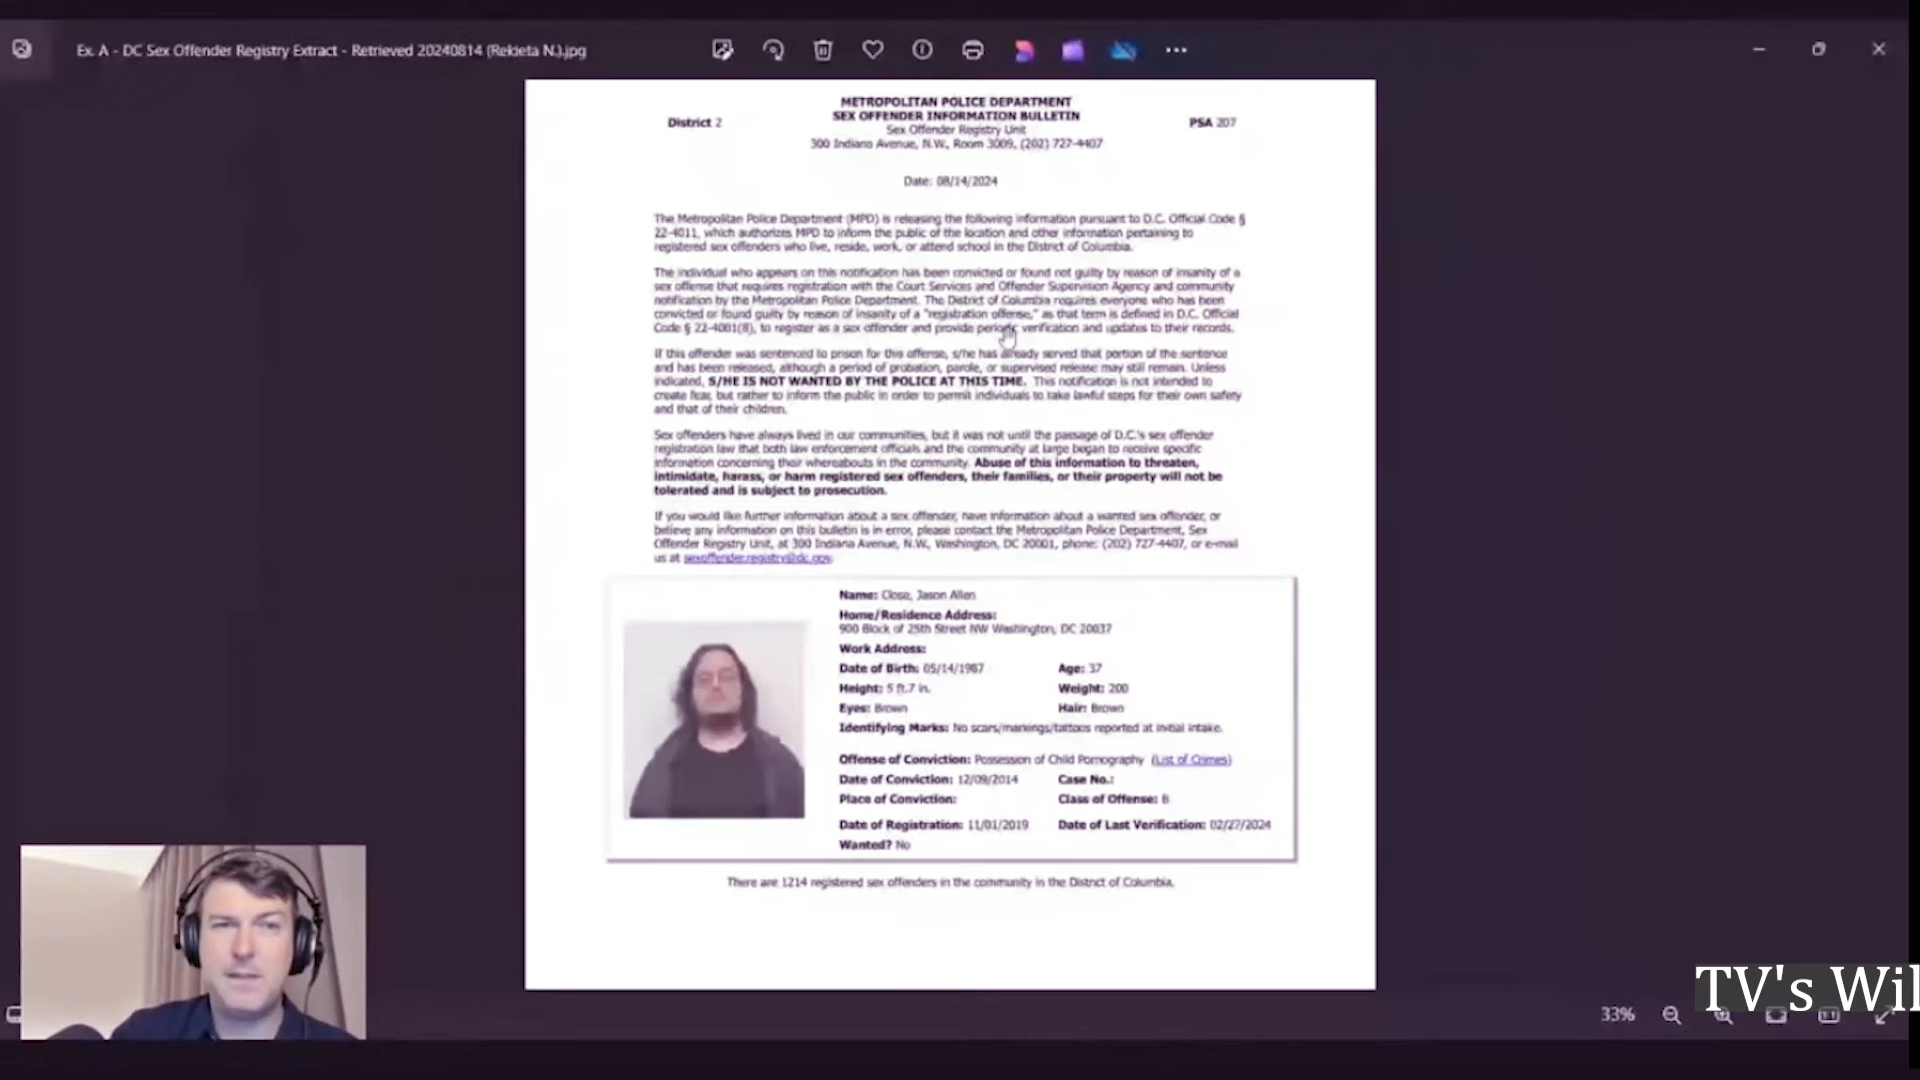 Ex. A - DC Sex Offender Registry Extract - Retrieved 20240814 (Rekieta N.).jpg
METROPOLITAN POLICE DEPARTMENT
District 2
SEX OFFENDER INFORMATION BULLETIN
PSA 207
Sex Offender Registry Unit
300 Indiana Avenue, N.W., Room 3009, (202) 727-4407
Date: 08/14/2024
The Metropolitan Police Department (MPD) is releasing the following information pursuant to D.C. Official Code §
22-4011, which authorizes MPD to inform the public of the location and other information pertaining to
registered sex offenders who live, reside, work, or attend school in the District of Columbia.
The individual who appears on this notification has been convicted or found not guilty by reason of insanity of a
sex offense that requires registration with the Court Services and Offender Supervision Agency and community
notification by the Metropolitan Police Department. The District of Columbia requires everyone who has been
convicted or found guilty by reason of insanity of a "registration offense," as that term is defined in D.C. Official
Code § 22-4001(8), to register as a sex offender and provide periodic verification and updates to their records.
If this offender was sentenced to prison for this offense, s/he has already served that portion of the sentence
and has been released, although a period of probation, parole, or supervised release may still remain. Unless
indicated, S/HE IS NOT WANTED BY THE POLICE AT THIS TIME. This notification is not intended to
create fear, but rather to inform the public in order to permit individuals to take lawful steps for their own safety
and that of their children.
Sex offenders have always lived in our communities, but it was not until the passage of D.C.'s sex offender
registration law that both law enforcement officials and the community at large began to receive specific
information concerning their whereabouts in the community. Abuse of this information to threaten,
intimidate, harass, or harm registered sex offenders, their families, or their property will not be
tolerated and is subject to prosecution.
If you would like further information about a sex offender, have information about a wanted sex offender, or
believe any information on this bulletin is in error, please contact the Metropolitan Police Department, Sex
Offender Registry Unit, at 300 Indiana Avenue, N.W., Washington, DC 20001, phone: (202) 727-4407, or e-mail
us at sexoffender.registry@dc.gov.
Name: Close, Jason Allen
Home/Residence Address:
900 Block of 25th Street NW Washington, DC 20037
Work Address:
Date of Birth: 05/14/1987 Age: 37
Height: 5 ft.7 in. Weight: 200
Eyes: Brown Hair: Brown
Identifying Marks: No scars/markings/tattoos reported at initial intake.
Offense of Conviction: Possession of Child Pornography (List of Crimes)
Date of Conviction: 12/09/2014 Case No.:
Place of Conviction: Class of Offense: B
Date of Registration: 11/01/2019 Date of Last Verification: 02/27/2024
Wanted? No
There are 1214 registered sex offenders in the community in the District of Columbia.
TV's Wil
33%